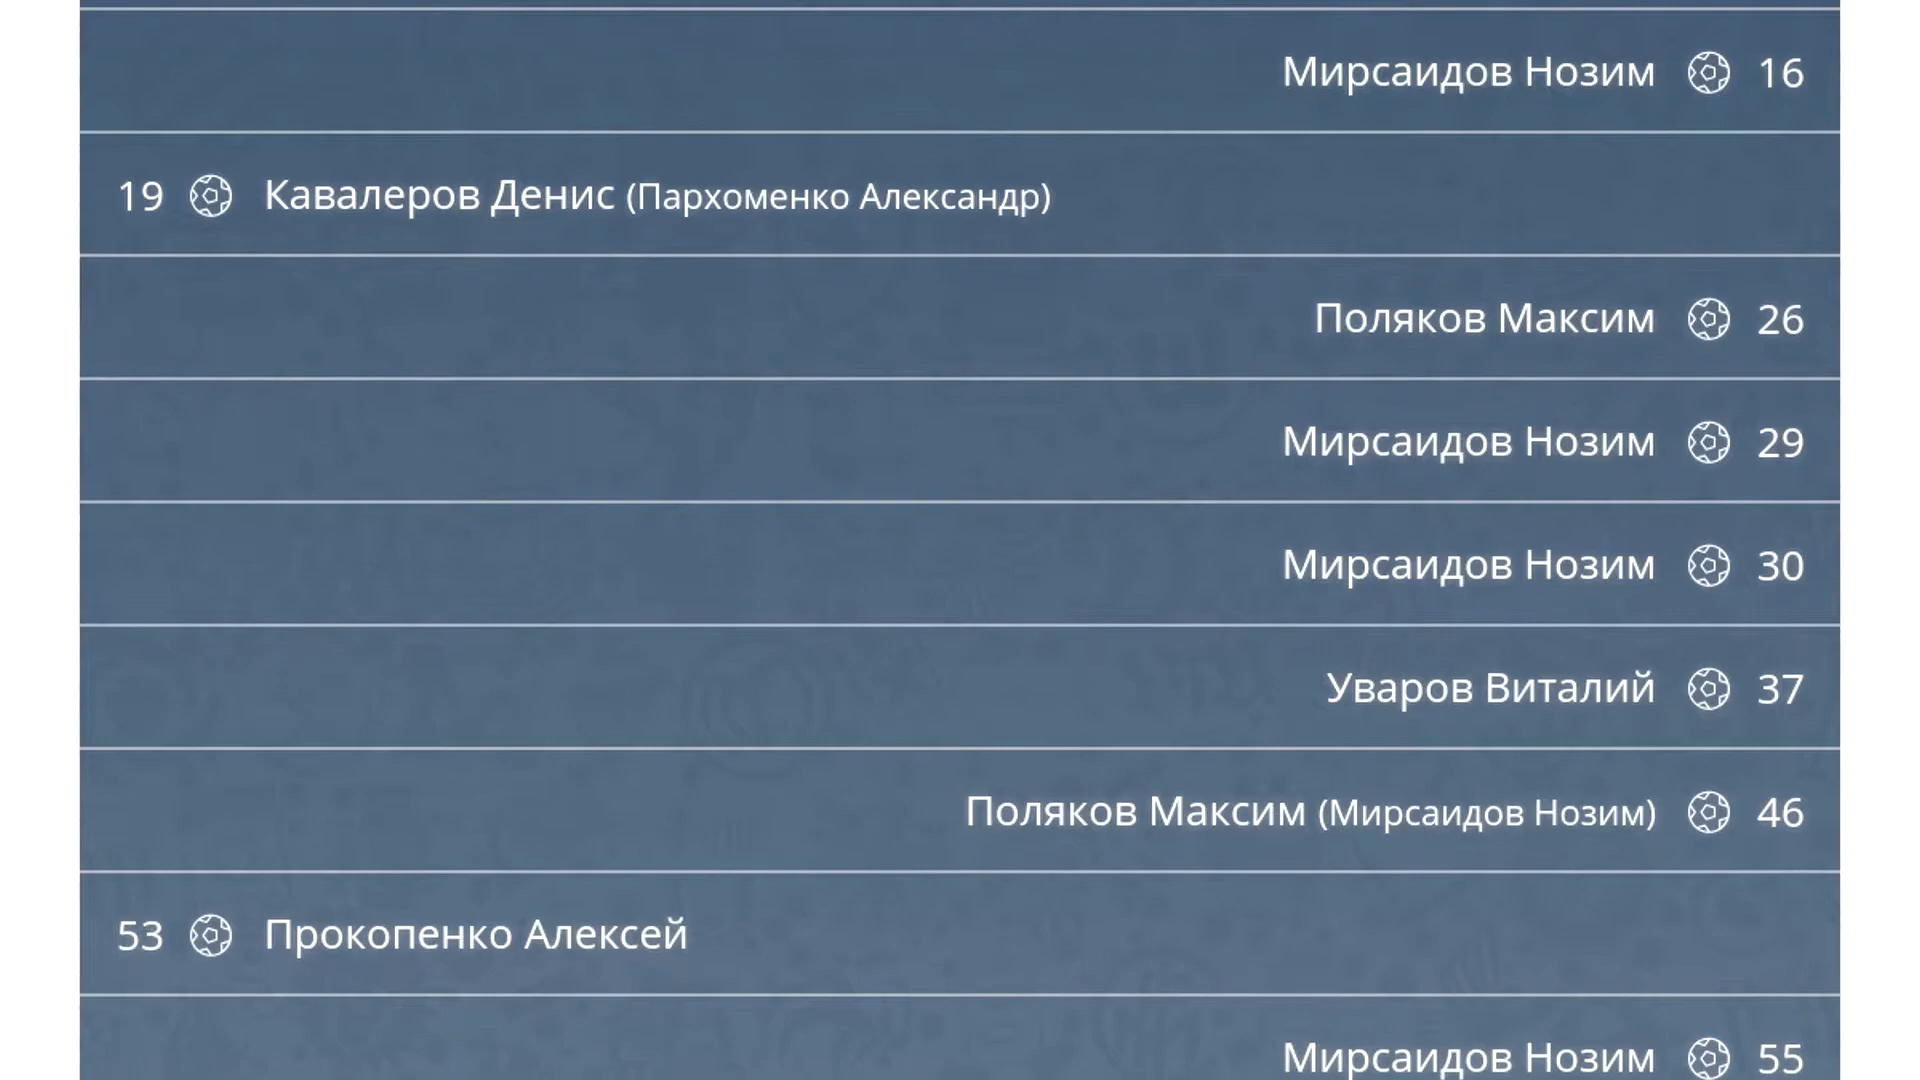 Мирсаидов Нозим 16
19 Кавалеров Денис (Пархоменко Александр)
Поляков Максим 26
Мирсаидов Нозим 29
Мирсаидов Нозим 30
Уваров Виталий 37
Поляков Максим (Мирсаидов Нозим) 46
53 Прокопенко Алексей
Мирсаидов Нозим 55